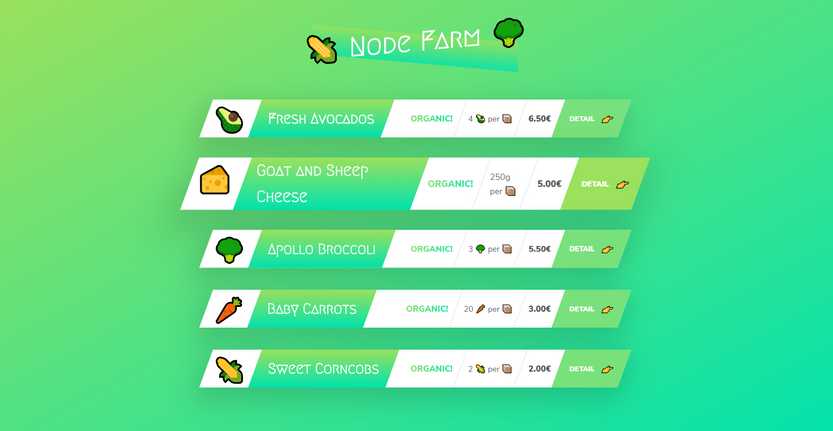 Node Farm
Fresh Avocados ORGANIC! 4 🥑 per 📦 6.50€ DETAIL 👉
Goat and Sheep
Cheese
ORGANIC! 250g
per 📦 5.00€ DETAIL 👉
Apollo Broccoli ORGANIC! 3 🥦 per 📦 5.50€ DETAIL 👉
Baby Carrots ORGANIC! 20 🥕 per 📦 3.00€ DETAIL 👉
Sweet Corncobs ORGANIC! 2 🌽 per 📦 2.00€ DETAIL 👉